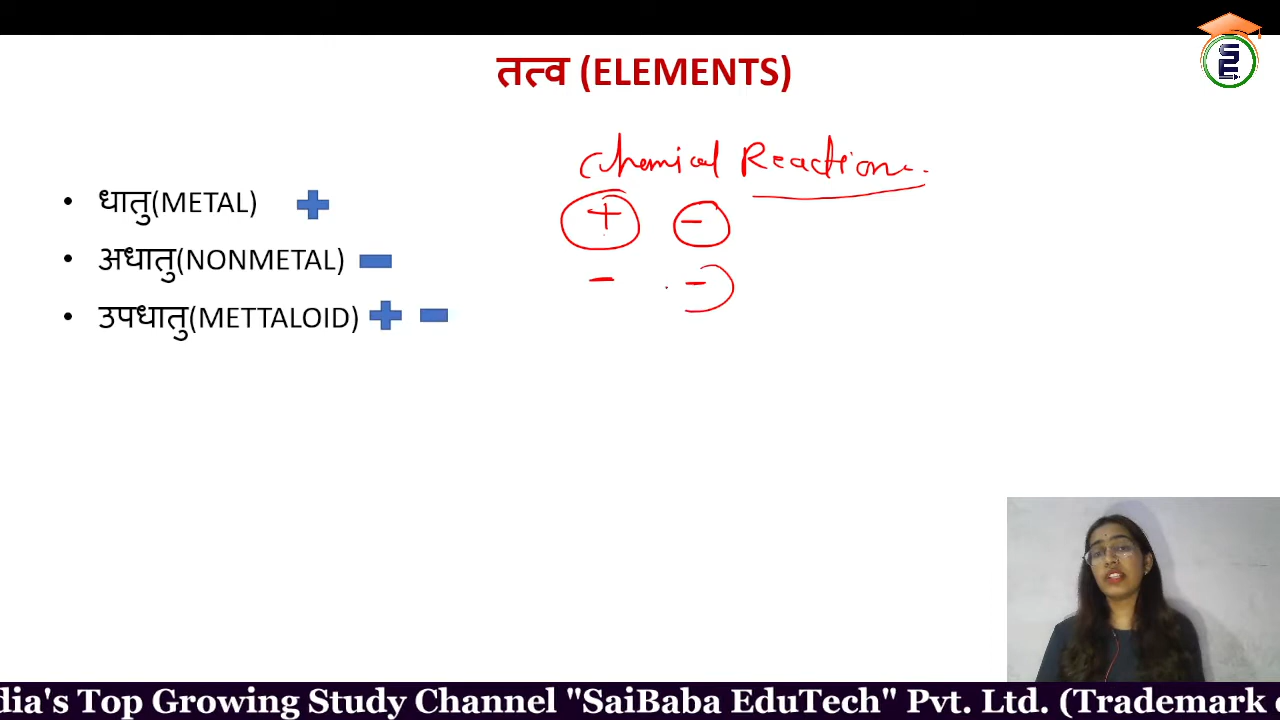 तत्व (ELEMENTS)
Chemical Reaction
• धातु(METAL) +
+ -
• अधातु(NONMETAL) -
- -
• उपधातु(METTALOID) + -
dia's Top Growing Study Channel "SaiBaba EduTech" Pvt. Ltd. (Trademark